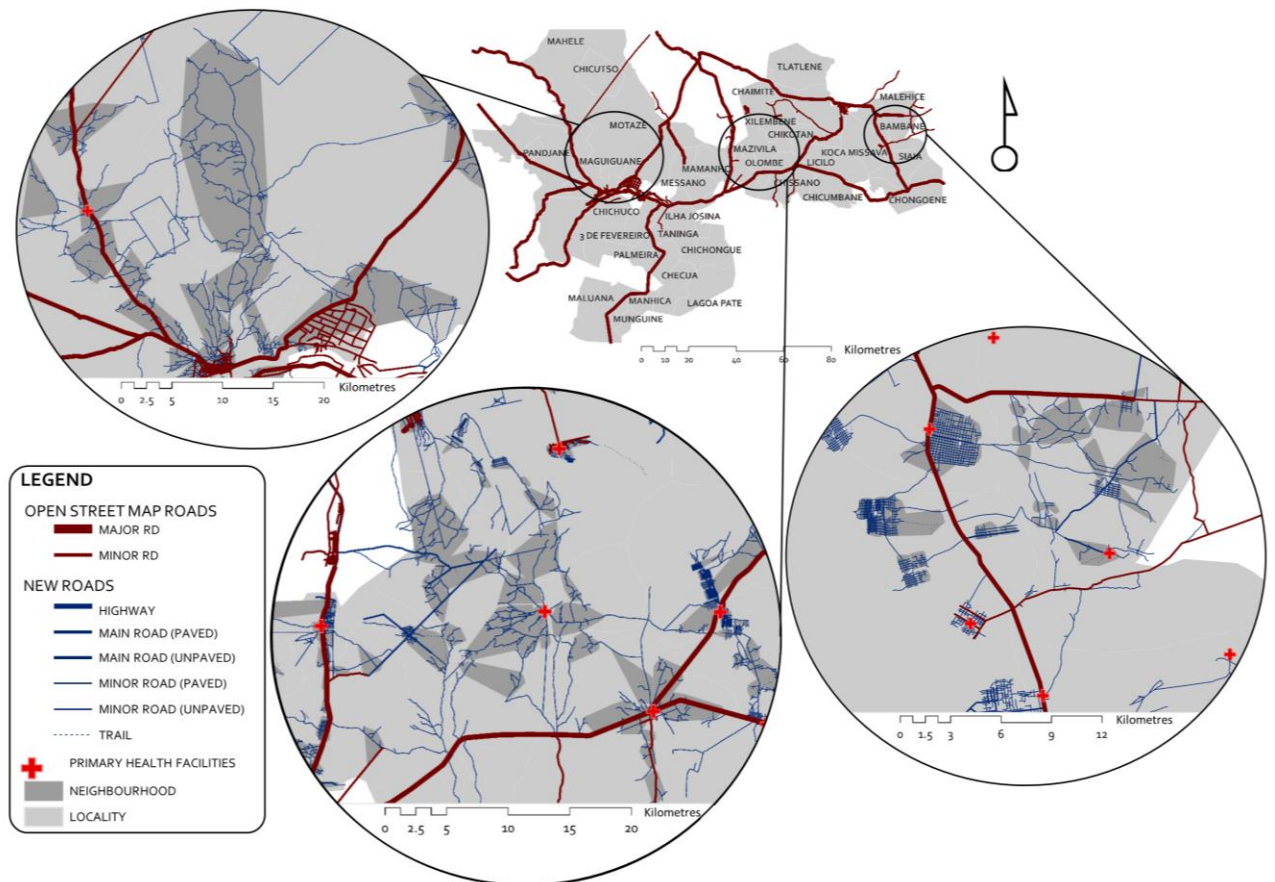 MAHELE
CHICUTSO
TLATLENE
CHAIMITE
MALEHICE
MOTAZE
XILEMBENE
BAMBANE
CHIKOTAN
PANDJANE
MAZIVILA
KOCA MISSAVA
SIAIA
MAGUIGUANE
MAMANHO
OLOMBE
LICILO
MESSANO
CHISSANO
CHICUMBANE
CHONGOENE
CHICHUCO
ILHA JOSINA
3 DE FEVEREIRO
TANINGA
PALMEIRA
CHICHONGUE
CHECUA
MALUANA
MANHICA
LAGOA PATE
MUNGUINE
Kilometres
0 10 20 40 60 80
Kilometres
0 2.5 5 10 15 20
LEGEND
OPEN STREET MAP ROADS
MAJOR RD
MINOR RD
NEW ROADS
HIGHWAY
MAIN ROAD (PAVED)
MAIN ROAD (UNPAVED)
MINOR ROAD (PAVED)
MINOR ROAD (UNPAVED)
TRAIL
PRIMARY HEALTH FACILITIES
NEIGHBOURHOOD
LOCALITY
Kilometres
0 2.5 5 10 15 20
Kilometres
0 1.5 3 6 9 12